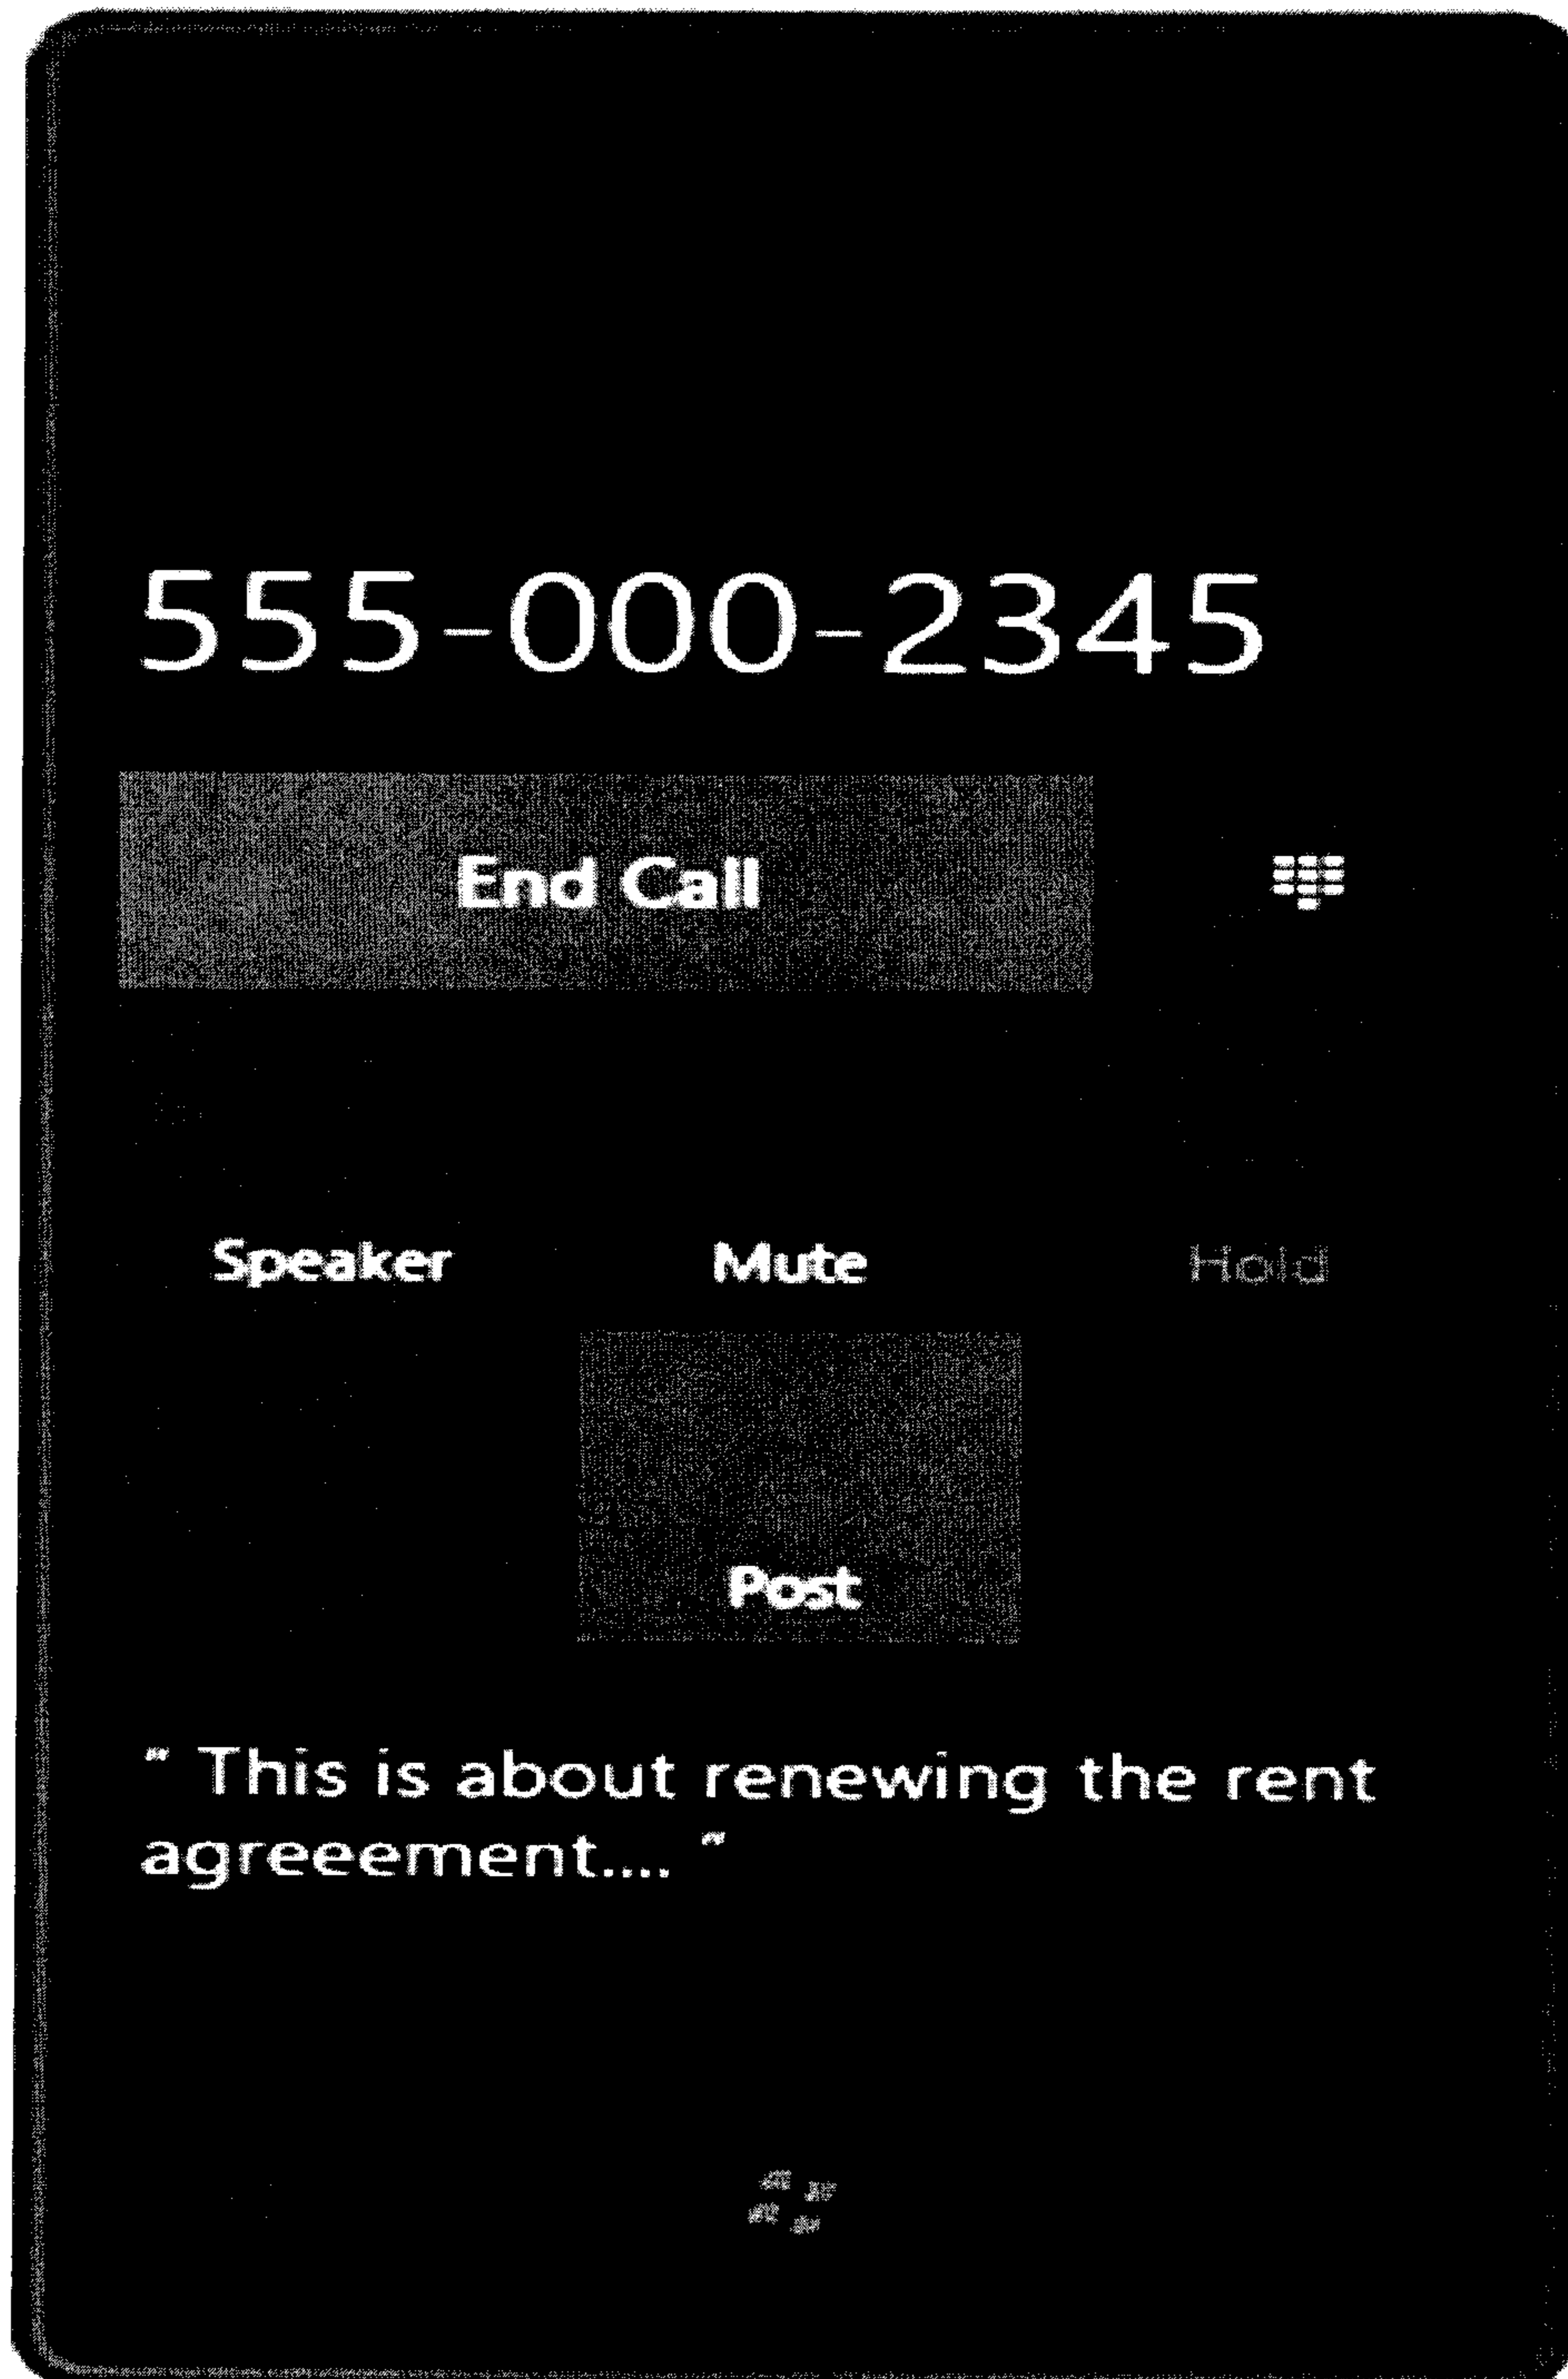 555-000-2345
End Call
Speaker Mute Hold
Post
" This is about renewing the rent
agreeement.... "